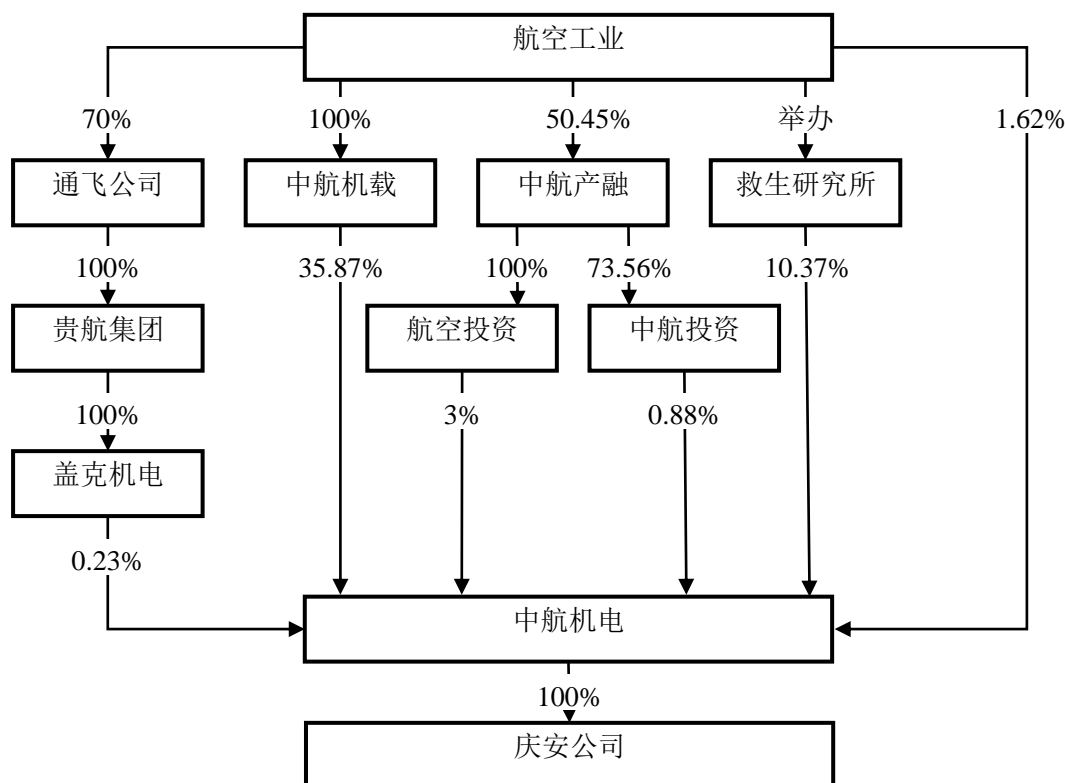 航空工业
70%
100%
50.45%
举办
1.62%
通飞公司
中航机载
中航产融
救生研究所
100%
35.87%
100%
73.56%
10.37%
贵航集团
航空投资
中航投资
100%
3%
0.88%
盖克机电
0.23%
中航机电
100%
庆安公司